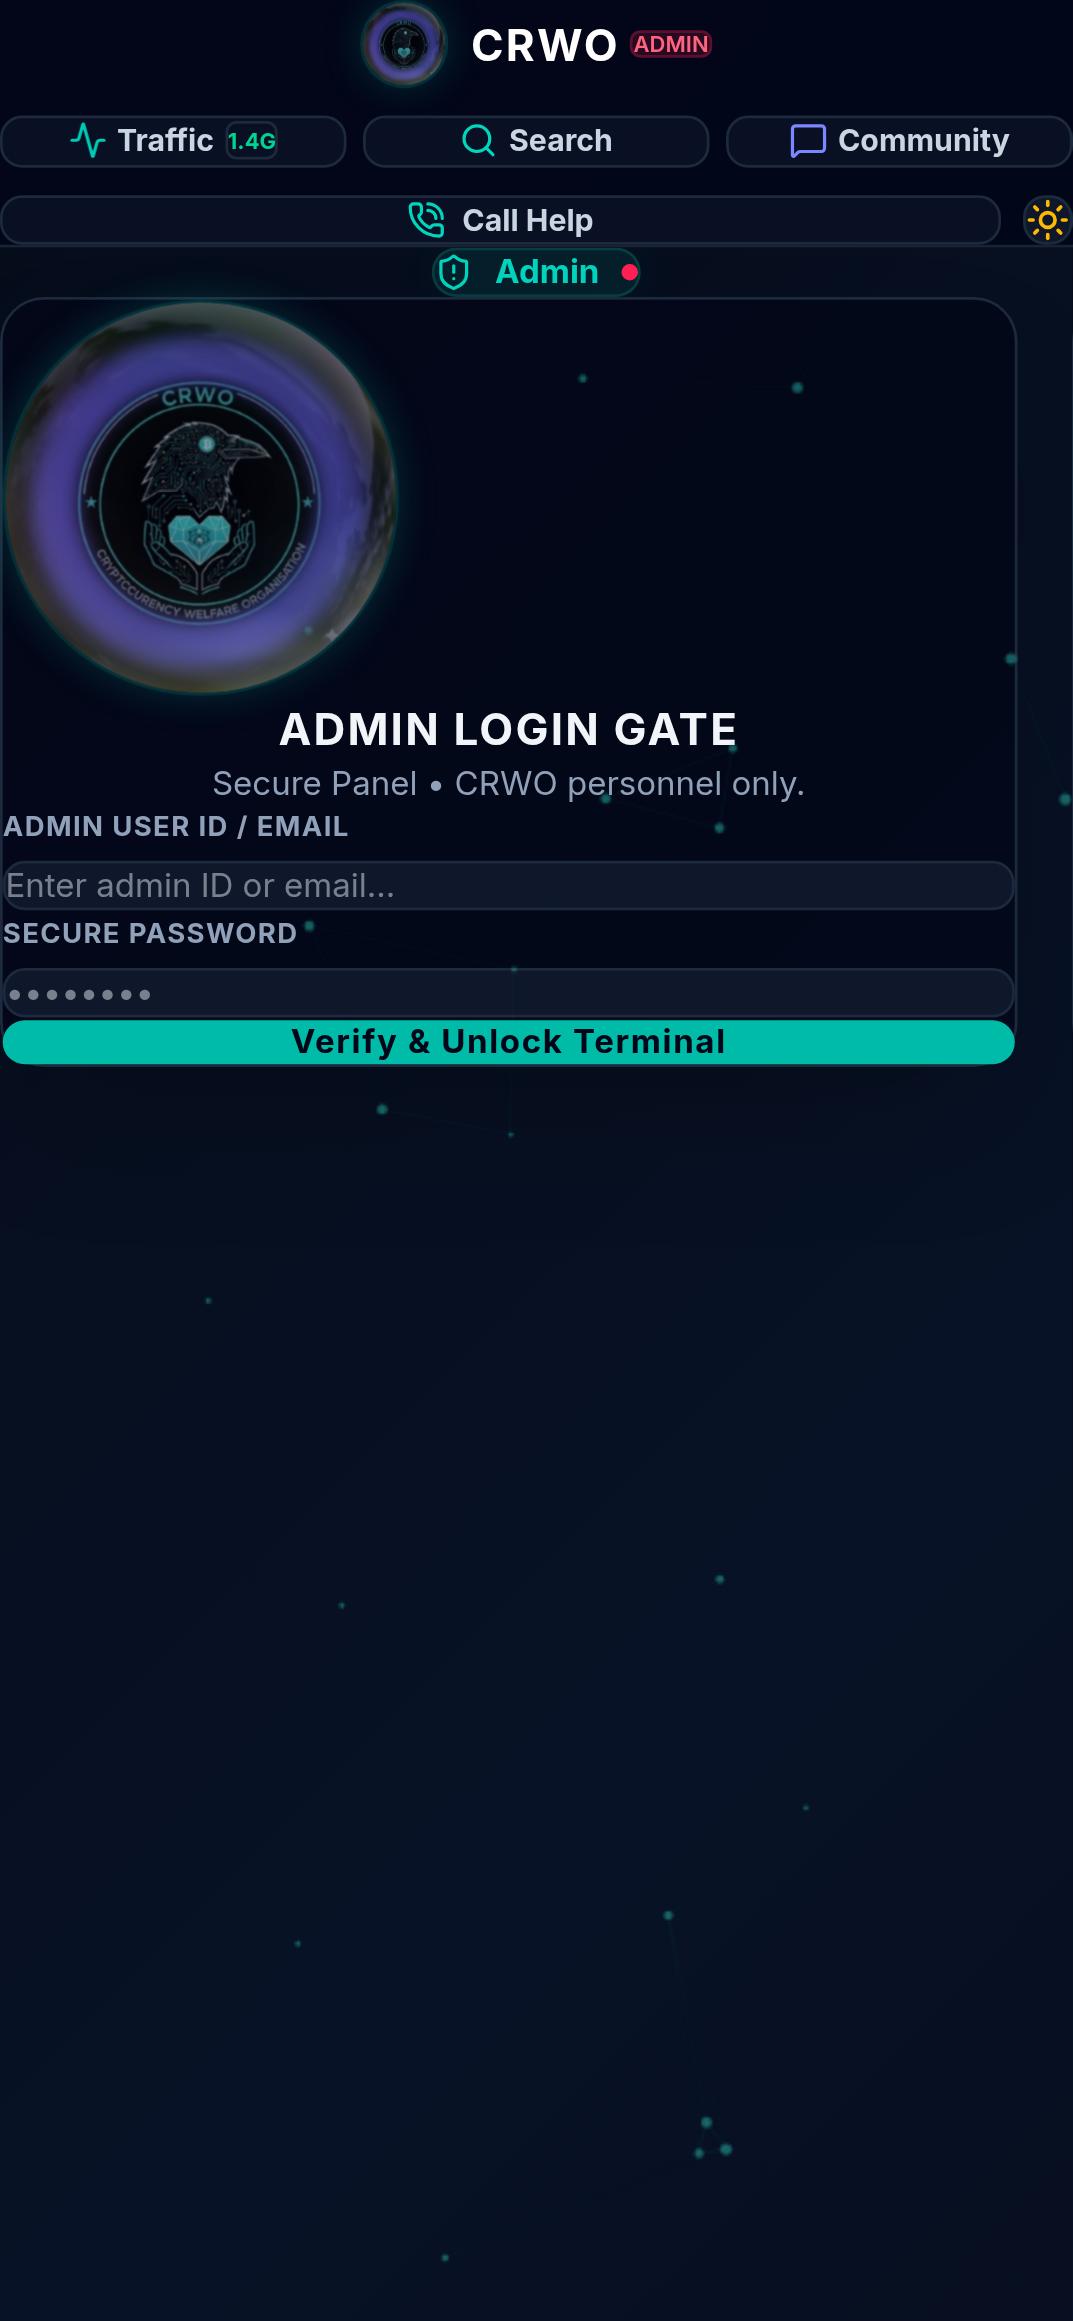 CRWO ADMIN
Traffic 1.4G Search Community
Call Help
Admin
CRWO
CRYPTCCURENCY WELFARE ORGANISATION
ADMIN LOGIN GATE
Secure Panel • CRWO personnel only.
ADMIN USER ID / EMAIL
Enter admin ID or email...
SECURE PASSWORD
••••••••
Verify & Unlock Terminal